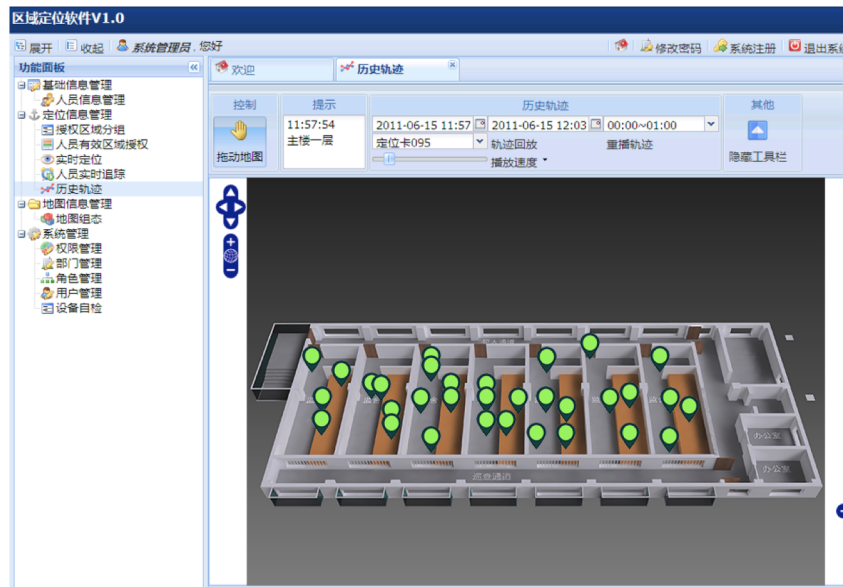 区域定位软件V1.0
展开 收起 系统管理员，您好 修改密码 系统注册 退出系统
功能面板
欢迎 历史轨迹
基础信息管理
人员信息管理
定位信息管理
授权区域分组
人员有效区域授权
实时定位
人员实时追踪
历史轨迹
地图信息管理
地图组态
系统管理
权限管理
部门管理
角色管理
用户管理
设备自检
控制 提示 历史轨迹 其他
11:57:54 2011-06-15 11:57 2011-06-15 12:03 00:00~01:00
主楼一层 定位卡095 轨迹回放 重播轨迹
拖动地图 播放速度 隐藏工具栏
办公室
办公室
巡查通道